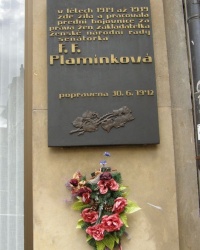 v letech 1919 až 1939
zde žila a pracovala
přední bojovnice za
práva žen zakladatelka
ženské národní rady
senátorka
F. F.
Plamínková
popravena 30.6.1942